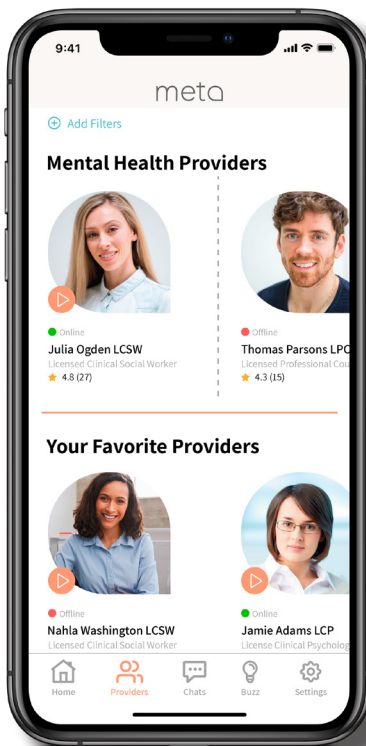 9:41
meta
Add Filters
Mental Health Providers
Online
Offline
Julia Ogden LCSW
Thomas Parsons LPC
Licensed Clinical Social Worker
Licensed Professional Cou
4.8 (27)
4.3 (15)
Your Favorite Providers
Offline
Online
Nahla Washington LCSW
Jamie Adams LCP
Licensed Clinical Social Worker
License Clinical Psycholog
Home
Providers
Chats
Buzz
Settings